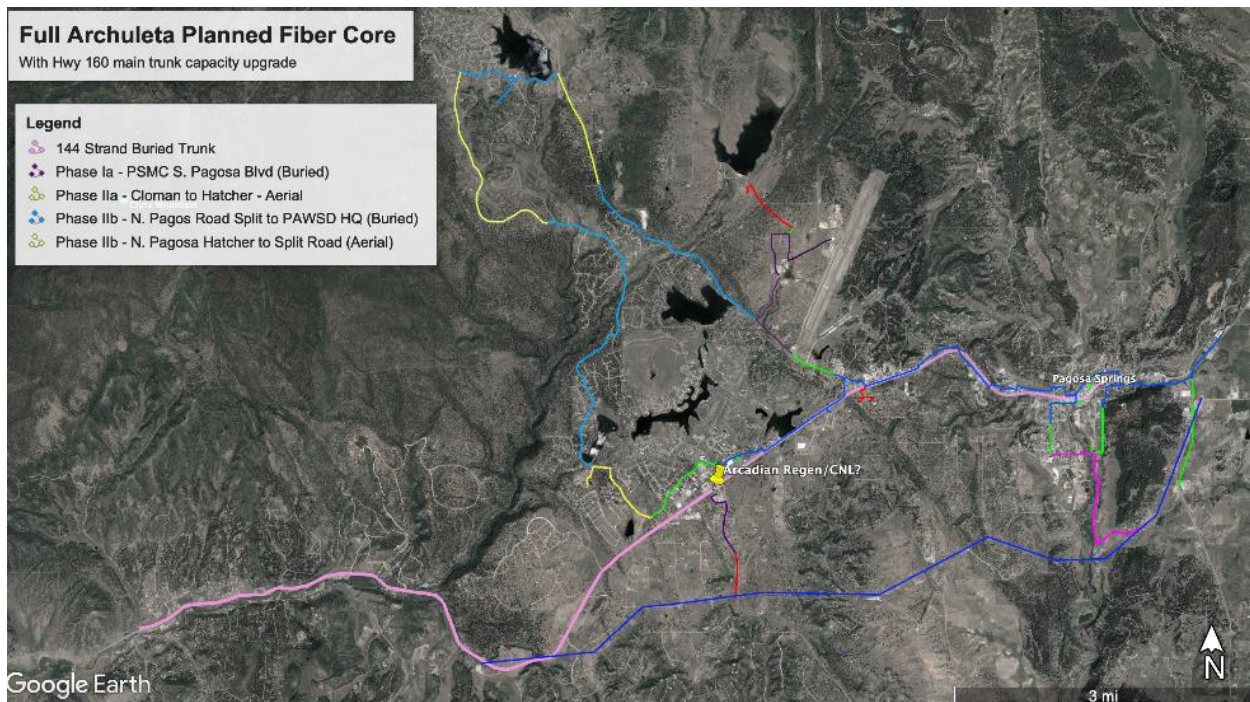 Full Archuleta Planned Fiber Core
With Hwy 160 main trunk capacity upgrade
Legend
144 Strand Buried Trunk
Phase Ia - PSMC S. Pagosa Blvd (Buried)
Phase IIa - Cloman to Hatcher - Aerial
Phase IIb - N. Pagos Road Split to PAWSD HQ (Buried)
Phase IIb - N. Pagosa Hatcher to Split Road (Aerial)
Pagosa Springs
Arcadian Regen/CNL?
N
Google Earth
3 mi